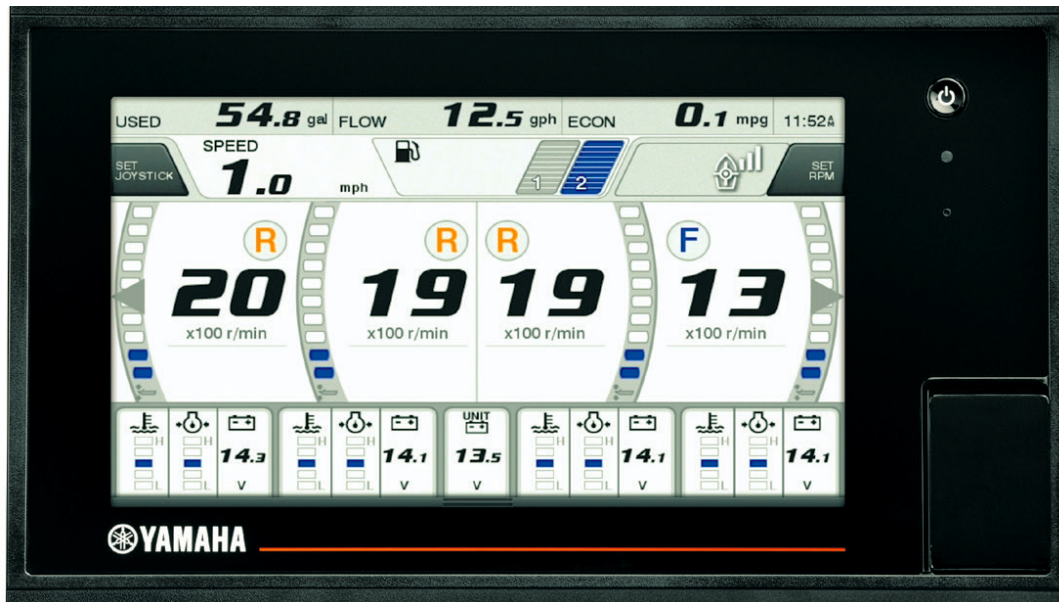 USED 54.8 gal FLOW 12.5 gph ECON 0.1 mpg 11:52A
SET JOYSTICK
SPEED
1.0 mph
1 2
SET RPM
R R R F
20 19 19 13
x100 r/min x100 r/min x100 r/min x100 r/min
UNIT
H H H H
14.3 14.1 13.5 14.1 14.1
L V L V V L V L V
YAMAHA